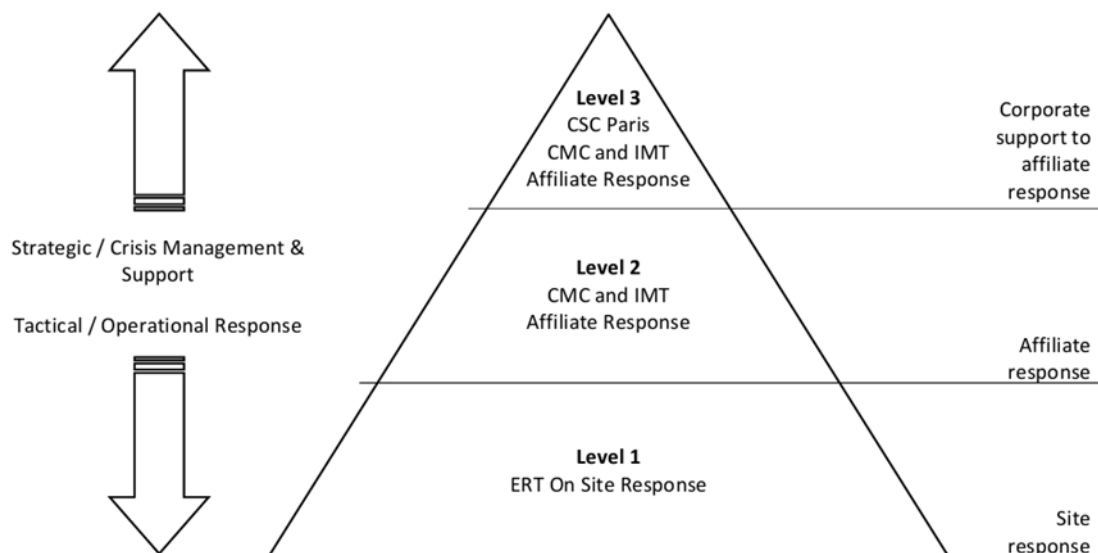 Level 3
CSC Paris
CMC and IMT
Affiliate Response
Corporate
support to
affiliate
response
Strategic / Crisis Management &
Support
Tactical / Operational Response
Level 2
CMC and IMT
Affiliate Response
Affiliate
response
Level 1
ERT On Site Response
Site
response